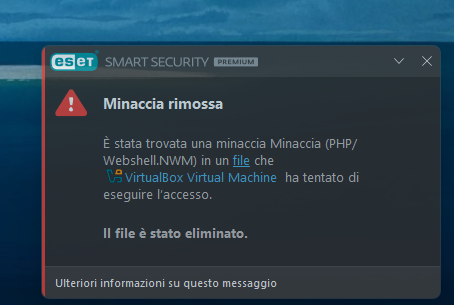 eset SMART SECURITY PREMIUM
Minaccia rimossa
È stata trovata una minaccia Minaccia (PHP/
Webshell.NWM) in un file che
VirtualBox Virtual Machine ha tentato di
eseguire l'accesso.
Il file è stato eliminato.
Ulteriori informazioni su questo messaggio